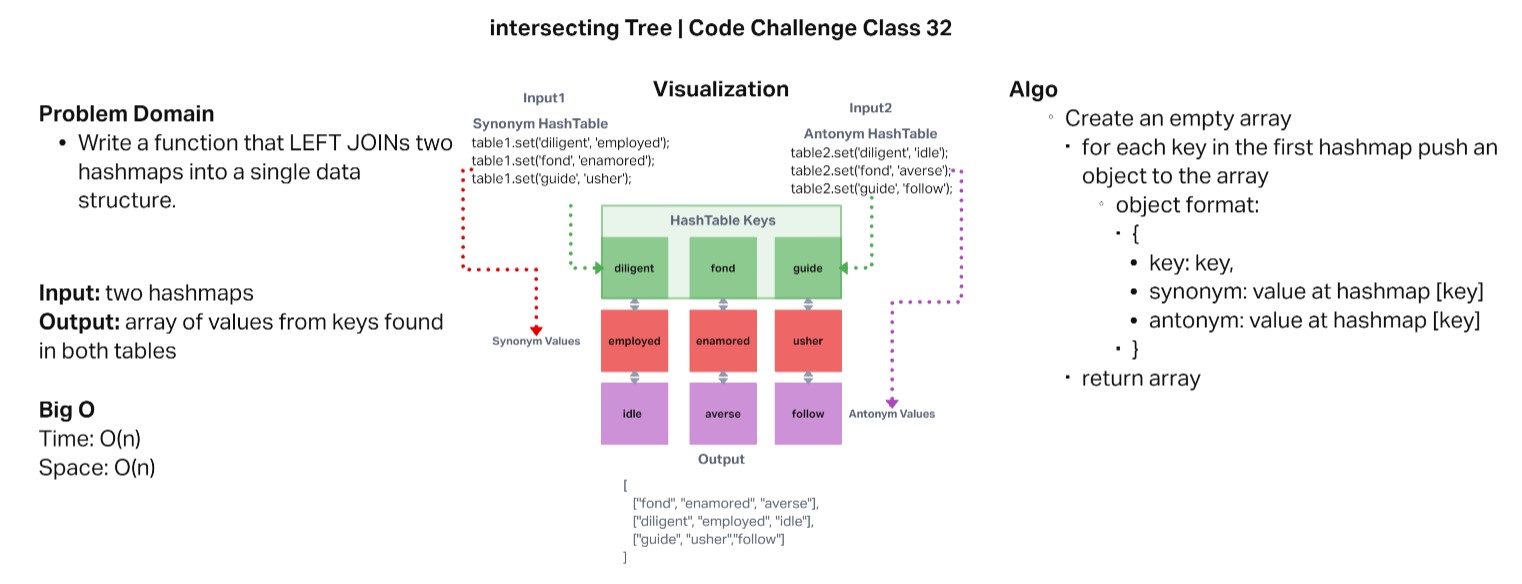 intersecting Tree | Code Challenge Class 32
Problem Domain
• Write a function that LEFT JOINs two
hashmaps into a single data
structure.
Input: two hashmaps
Output: array of values from keys found
in both tables
Big O
Time: O(n)
Space: O(n)
Visualization
Input1
Synonym HashTable
table1.set('diligent', 'employed');
table1.set('fond', 'enamored');
table1.set('guide', 'usher');
Input2
Antonym HashTable
table2.set('diligent', 'idle');
table2.set('fond', 'averse');
table2.set('guide', 'follow');
HashTable Keys
diligent fond guide
Synonym Values employed enamored usher
idle averse follow Antonym Values
Output
[
["fond", "enamored", "averse"],
["diligent", "employed", "idle"],
["guide", "usher","follow"]
]
Algo
◦ Create an empty array
▪ for each key in the first hashmap push an
object to the array
◦ object format:
▪ {
• key: key,
• synonym: value at hashmap [key]
• antonym: value at hashmap [key]
▪ }
▪ return array